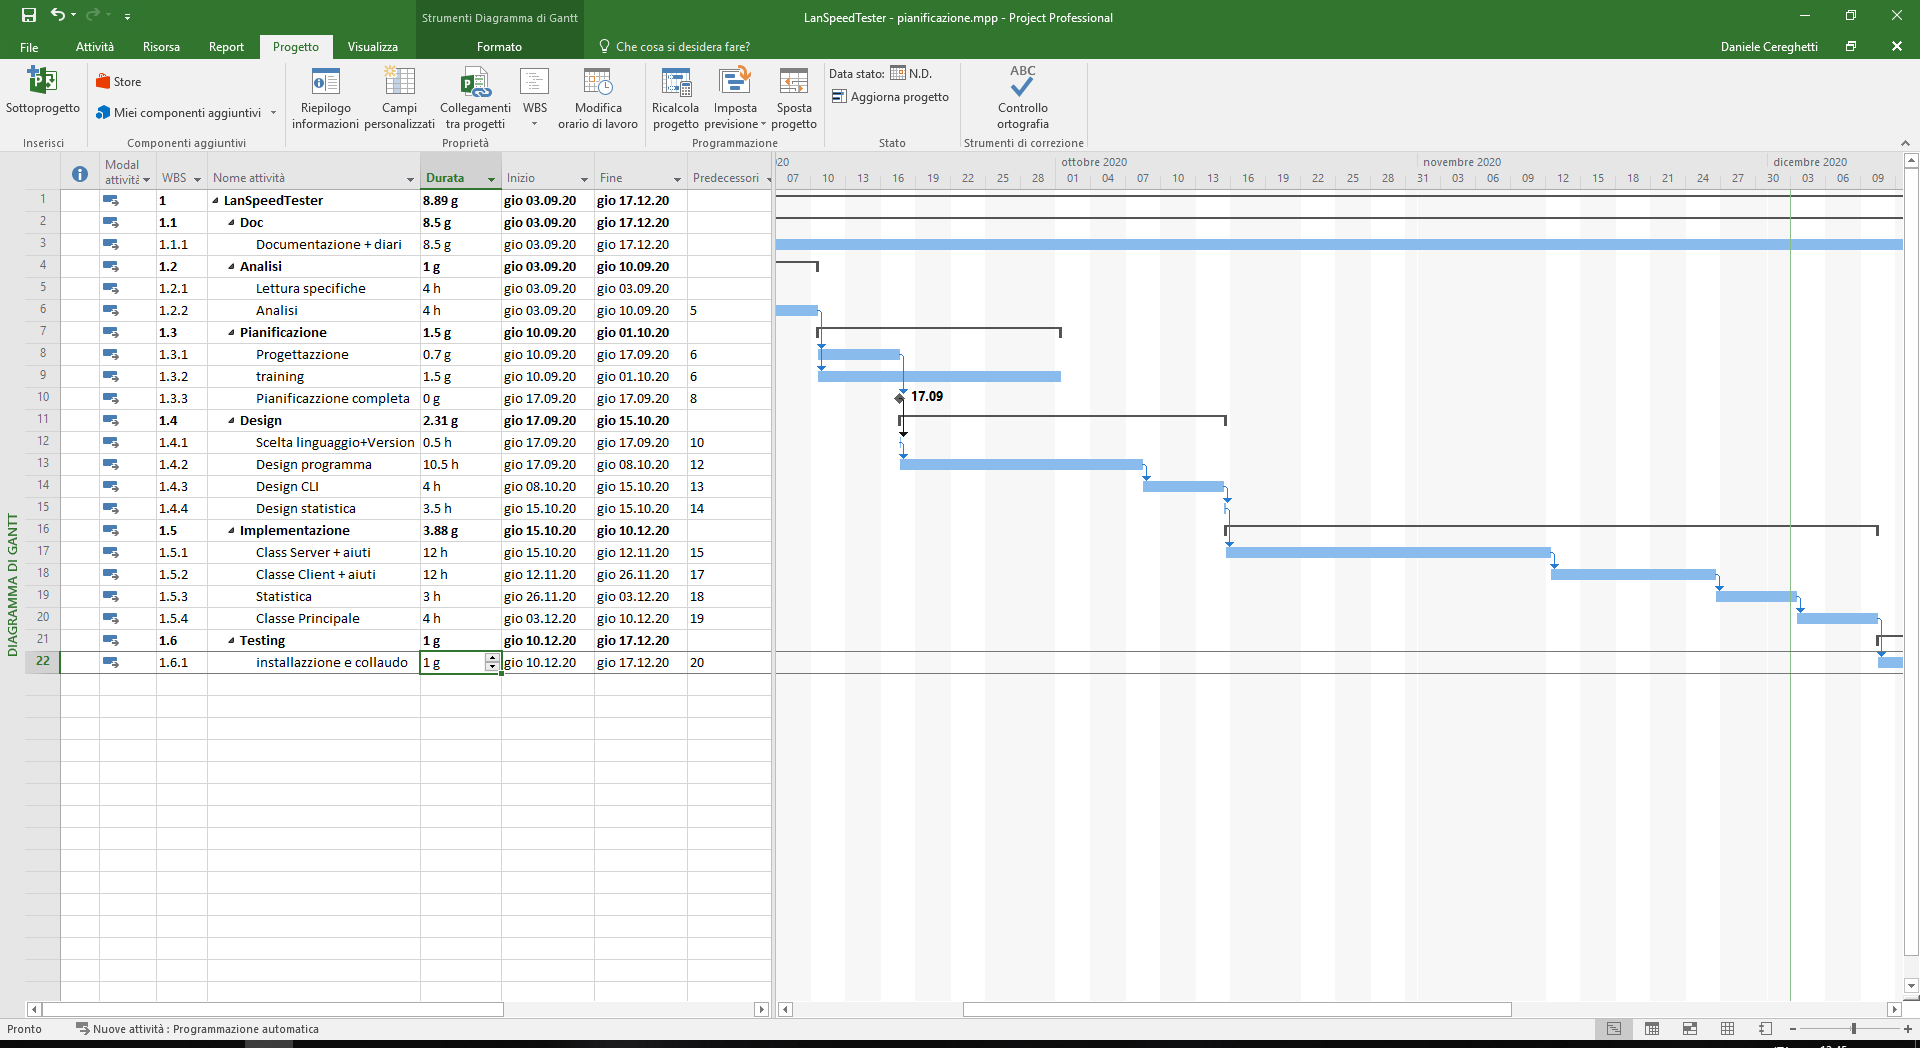 Strumenti Diagramma di Gantt
LanSpeedTester - pianificazione.mpp - Project Professional
File Attività Risorsa Report Progetto Visualizza Formato Che cosa si desidera fare? Daniele Cereghetti
Sottoprogetto
Inserisci
Store
Miei componenti aggiuntivi
Componenti aggiuntivi
Riepilogo informazioni
Campi personalizzati
Collegamenti tra progetti
WBS
Modifica orario di lavoro
Proprietà
Ricalcola progetto
Imposta previsione
Sposta progetto
Programmazione
Data stato: N.D.
Aggiorna progetto
Stato
ABC
Controllo ortografia
Strumenti di correzione
Modal attività WBS Nome attività Durata Inizio Fine Predecessori
1 1 LanSpeedTester 8.89 g gio 03.09.20 gio 17.12.20
2 1.1 Doc 8.5 g gio 03.09.20 gio 17.12.20
3 1.1.1 Documentazione + diari 8.5 g gio 03.09.20 gio 17.12.20
4 1.2 Analisi 1 g gio 03.09.20 gio 10.09.20
5 1.2.1 Lettura specifiche 4 h gio 03.09.20 gio 03.09.20
6 1.2.2 Analisi 4 h gio 03.09.20 gio 10.09.20 5
7 1.3 Pianificazione 1.5 g gio 10.09.20 gio 01.10.20
8 1.3.1 Progettazzione 0.7 g gio 10.09.20 gio 17.09.20 6
9 1.3.2 training 1.5 g gio 10.09.20 gio 01.10.20 6
10 1.3.3 Pianificazzione completa 0 g gio 17.09.20 gio 17.09.20 8
11 1.4 Design 2.31 g gio 17.09.20 gio 15.10.20
12 1.4.1 Scelta linguaggio+Version 0.5 h gio 17.09.20 gio 17.09.20 10
13 1.4.2 Design programma 10.5 h gio 17.09.20 gio 08.10.20 12
14 1.4.3 Design CLI 4 h gio 08.10.20 gio 15.10.20 13
15 1.4.4 Design statistica 3.5 h gio 15.10.20 gio 15.10.20 14
16 1.5 Implementazione 3.88 g gio 15.10.20 gio 10.12.20
17 1.5.1 Class Server + aiuti 12 h gio 15.10.20 gio 12.11.20 15
18 1.5.2 Classe Client + aiuti 12 h gio 12.11.20 gio 26.11.20 17
19 1.5.3 Statistica 3 h gio 26.11.20 gio 03.12.20 18
20 1.5.4 Classe Principale 4 h gio 03.12.20 gio 10.12.20 19
21 1.6 Testing 1 g gio 10.12.20 gio 17.12.20
22 1.6.1 installazzione e collaudo 1 g gio 10.12.20 gio 17.12.20 20
DIAGRAMMA DI GANTT
020 ottobre 2020 novembre 2020 dicembre 2020
07 10 13 16 19 22 25 28 01 04 07 10 13 16 19 22 25 28 31 03 06 09 12 15 18 21 24 27 30 03 06 09
17.09
Pronto Nuove attività : Programmazione automatica